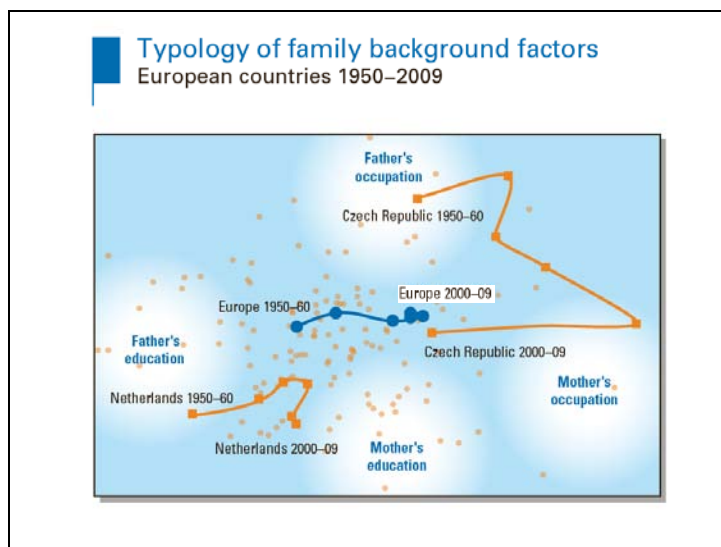 Typology of family background factors
European countries 1950–2009
Father's
occupation
Czech Republic 1950–60
Europe 1950–60
Europe 2000–09
Father's
education
Czech Republic 2000–09
Netherlands 1950–60
Mother's
occupation
Netherlands 2000–09
Mother's
education